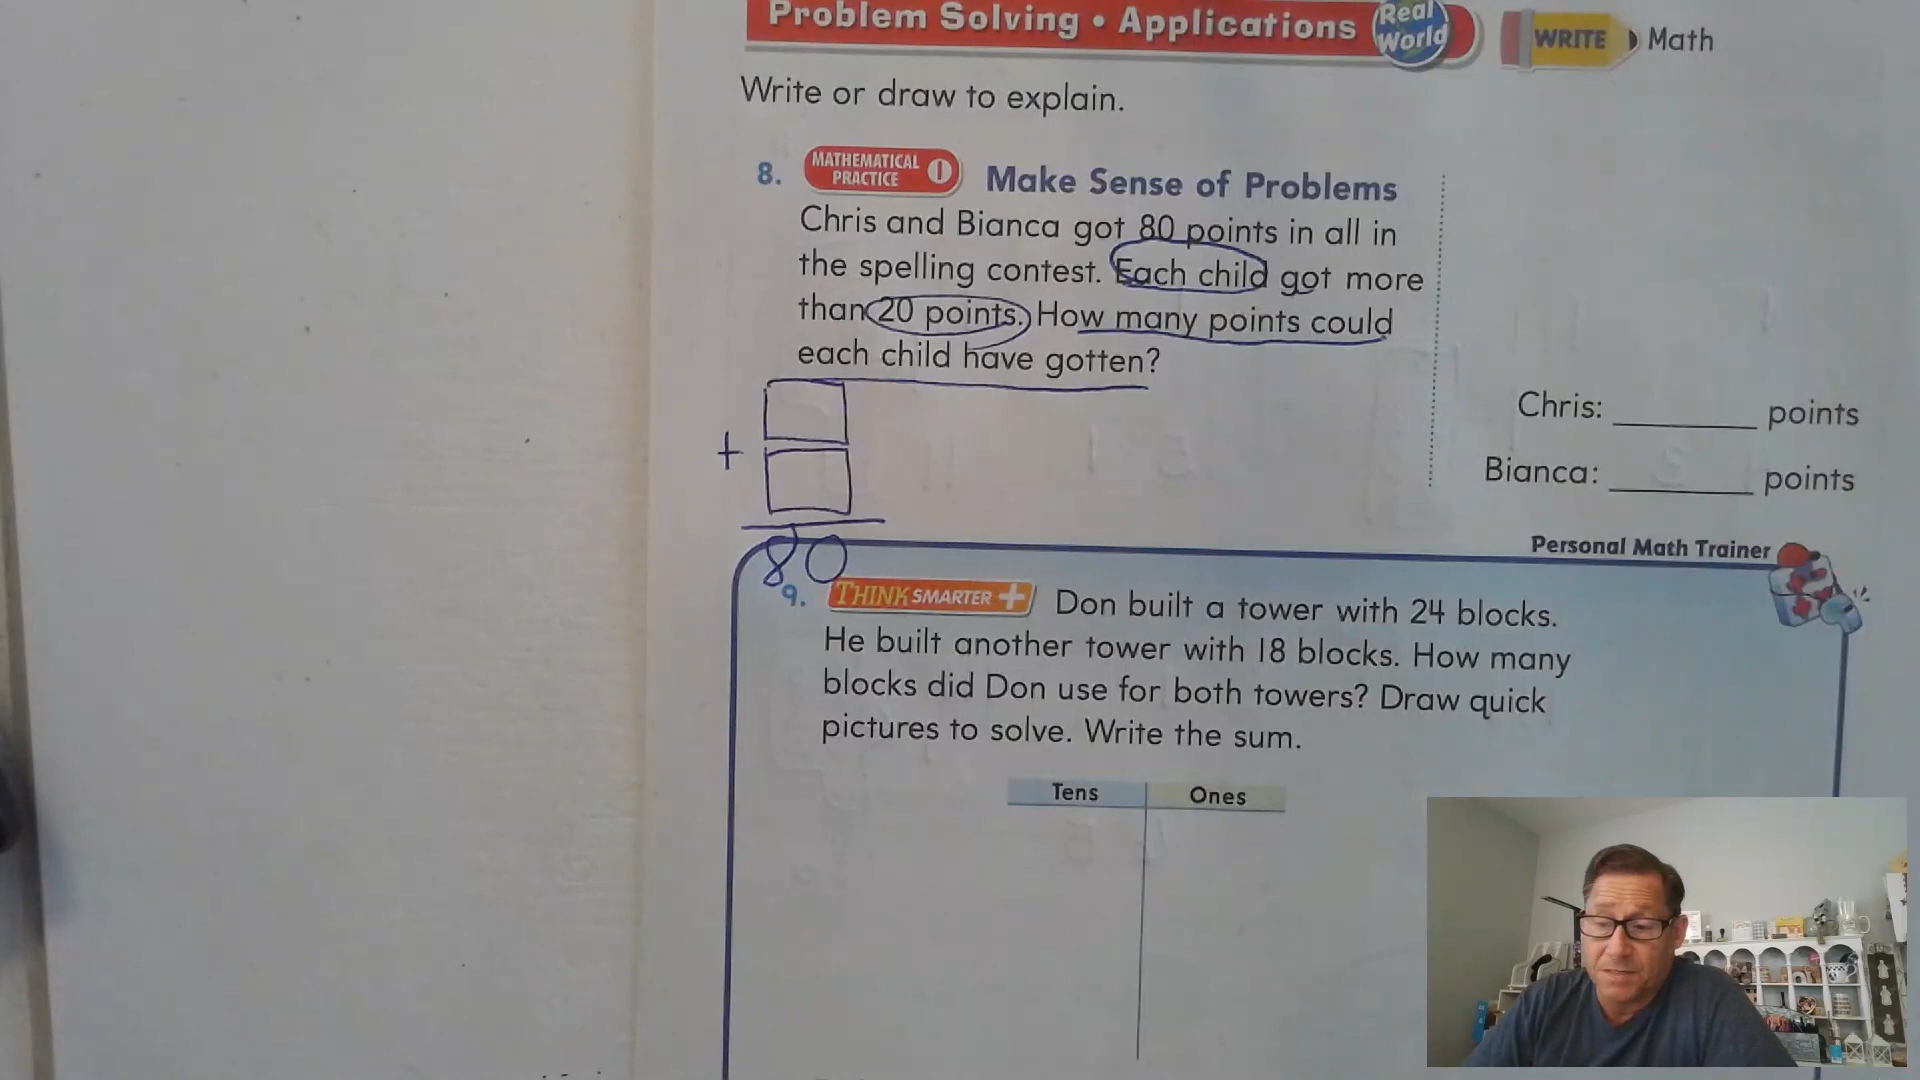 Problem Solving • Applications Real World WRITE Math
Write or draw to explain.
8. MATHEMATICAL PRACTICE 1 Make Sense of Problems
Chris and Bianca got 80 points in all in
the spelling contest. Each child got more
than 20 points. How many points could
each child have gotten?
Chris: ________ points
+
Bianca: ________ points
80
Personal Math Trainer
9. THINK SMARTER + Don built a tower with 24 blocks.
He built another tower with 18 blocks. How many
blocks did Don use for both towers? Draw quick
pictures to solve. Write the sum.
Tens Ones